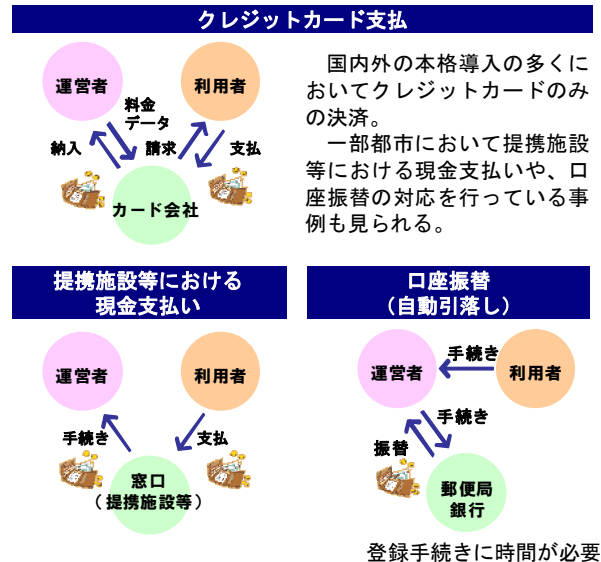 クレジットカード支払
運営者
利用者
料金
データ
納入
請求
支払
カード会社
国内外の本格導入の多くに
おいてクレジットカードのみ
の決済。
一部都市において提携施設
等における現金支払いや、口
座振替の対応を行っている事
例も見られる。
提携施設等における
現金支払い
運営者
利用者
手続き
支払
窓口
（提携施設等）
口座振替
（自動引落し）
手続き
運営者
利用者
手続き
振替
郵便局
銀行
登録手続きに時間が必要